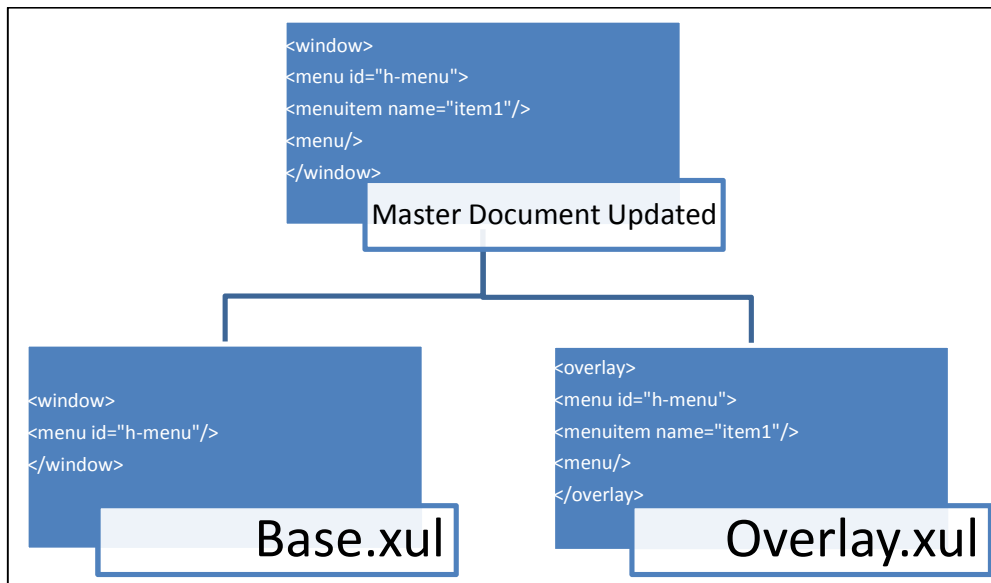 <window>
<menu id="h-menu">
<menuitem name="item1"/>
<menu/>
</window>
Master Document Updated
<window>
<menu id="h-menu"/>
</window>
Base.xul
<overlay>
<menu id="h-menu">
<menuitem name="item1"/>
<menu/>
</overlay>
Overlay.xul